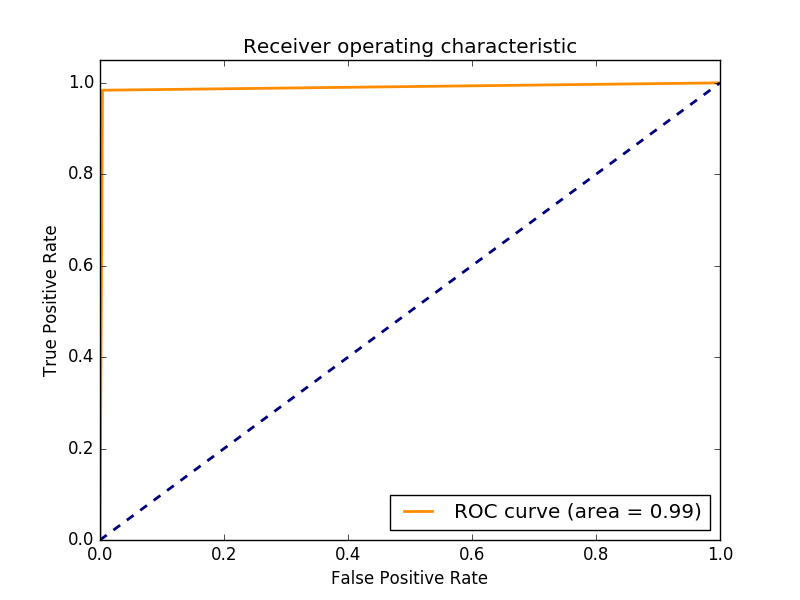 Receiver operating characteristic
1.0
0.8
0.6
0.4
0.2
0.0
True Positive Rate
ROC curve (area = 0.99)
0.0 0.2 0.4 0.6 0.8 1.0
False Positive Rate